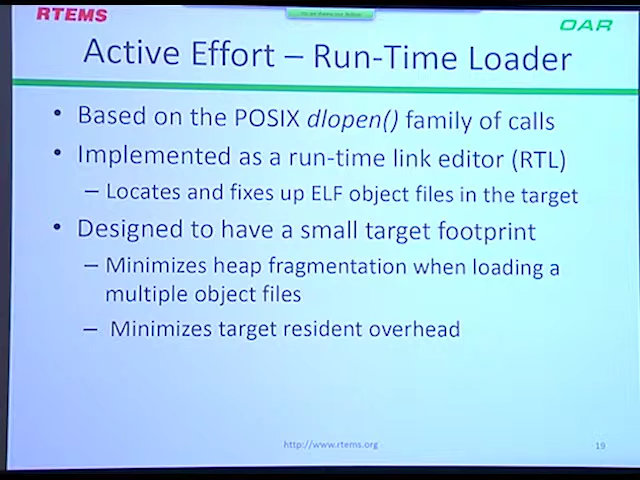 RTEMS
OAR
Active Effort – Run-Time Loader
• Based on the POSIX dlopen() family of calls
• Implemented as a run-time link editor (RTL)
– Locates and fixes up ELF object files in the target
• Designed to have a small target footprint
– Minimizes heap fragmentation when loading a
multiple object files
– Minimizes target resident overhead
http://www.rtems.org
19